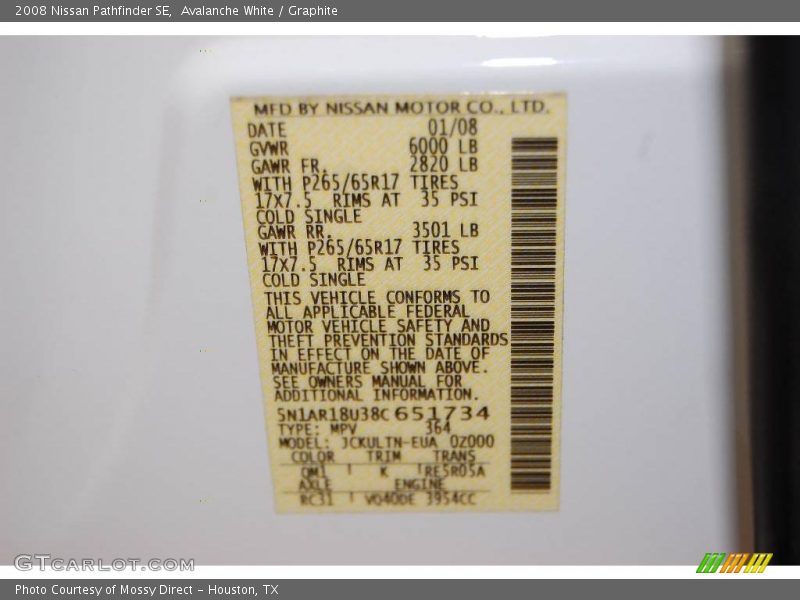 2008 Nissan Pathfinder SE,  Avalanche White / Graphite
MFD BY NISSAN MOTOR CO., LTD.
DATE 01/08
GVWR 6000 LB
GAWR FR. 2820 LB
WITH P265/65R17 TIRES
17X7.5 RIMS AT 35 PSI
COLD SINGLE
GAWR RR. 3501 LB
WITH P265/65R17 TIRES
17X7.5 RIMS AT 35 PSI
COLD SINGLE
THIS VEHICLE CONFORMS TO
ALL APPLICABLE FEDERAL
MOTOR VEHICLE SAFETY AND
THEFT PREVENTION STANDARDS
IN EFFECT ON THE DATE OF
MANUFACTURE SHOWN ABOVE.
SEE OWNERS MANUAL FOR
ADDITIONAL INFORMATION.
5N1AR18U38C651734
TYPE: MPV 364
MODEL: JCKULTN-EUA 0Z000
COLOR TRIM TRANS
QM1 K RE5R05A
AXLE ENGINE
RC31 VQ40DE 3954CC
GTCARLOT.COM
Photo Courtesy of Mossy Direct - Houston, TX